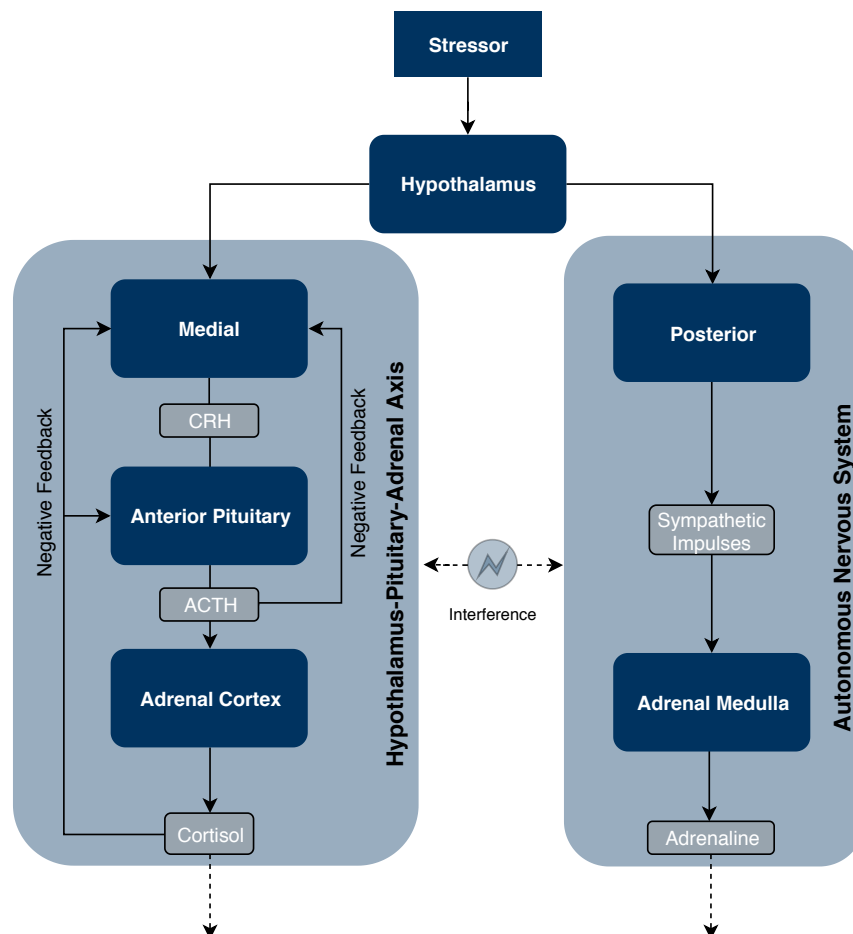 Stressor
Hypothalamus
Medial
CRH
Anterior Pituitary
ACTH
Adrenal Cortex
Cortisol
Negative Feedback
Negative Feedback
Hypothalamus-Pituitary-Adrenal Axis
Interference
Posterior
Sympathetic
Impulses
Adrenal Medulla
Adrenaline
Autonomous Nervous System